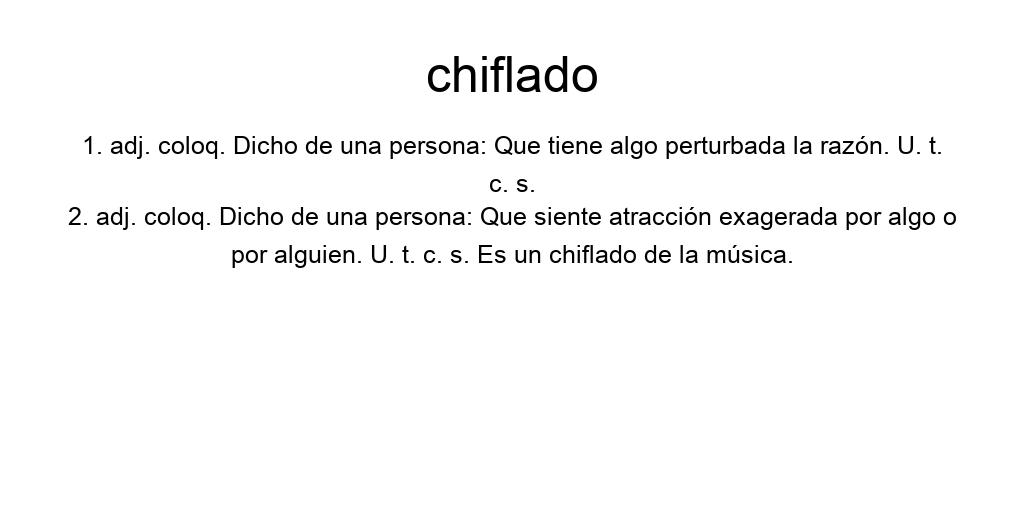 chiflado
1. adj. coloq. Dicho de una persona: Que tiene algo perturbada la razón. U. t.
c. s.
2. adj. coloq. Dicho de una persona: Que siente atracción exagerada por algo o
por alguien. U. t. c. s. Es un chiflado de la música.